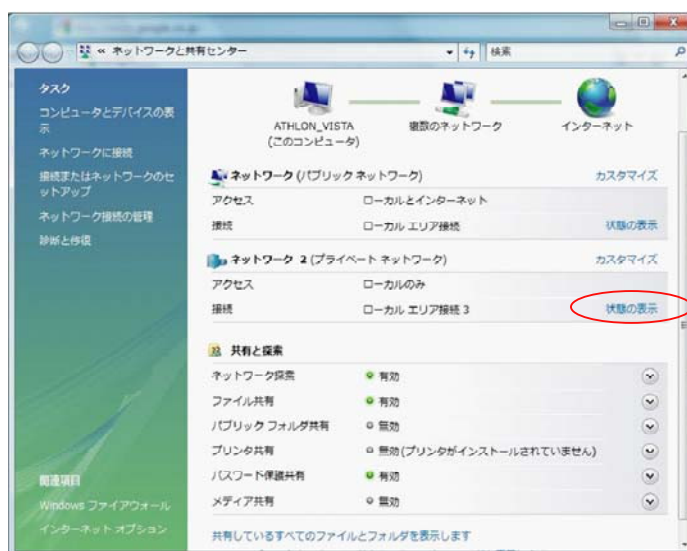 « ネットワークと共有センター
検索
タスク
コンピュータとデバイスの表
示
ネットワークに接続
接続またはネットワークのセ
ットアップ
ネットワーク接続の管理
診断と修復
関連項目
Windows ファイアウォール
インターネット オプション
ATHLON_VISTA
(このコンピュータ)
複数のネットワーク
インターネット
ネットワーク (パブリック ネットワーク)
カスタマイズ
アクセス ローカルとインターネット
接続 ローカル エリア接続 状態の表示
ネットワーク 2 (プライベート ネットワーク)
カスタマイズ
アクセス ローカルのみ
接続 ローカル エリア接続 3 状態の表示
共有と探索
ネットワーク探索 有効
ファイル共有 有効
パブリック フォルダ共有 無効
プリンタ共有 無効(プリンタがインストールされていません)
パスワード保護共有 有効
メディア共有 無効
共有しているすべてのファイルとフォルダを表示します